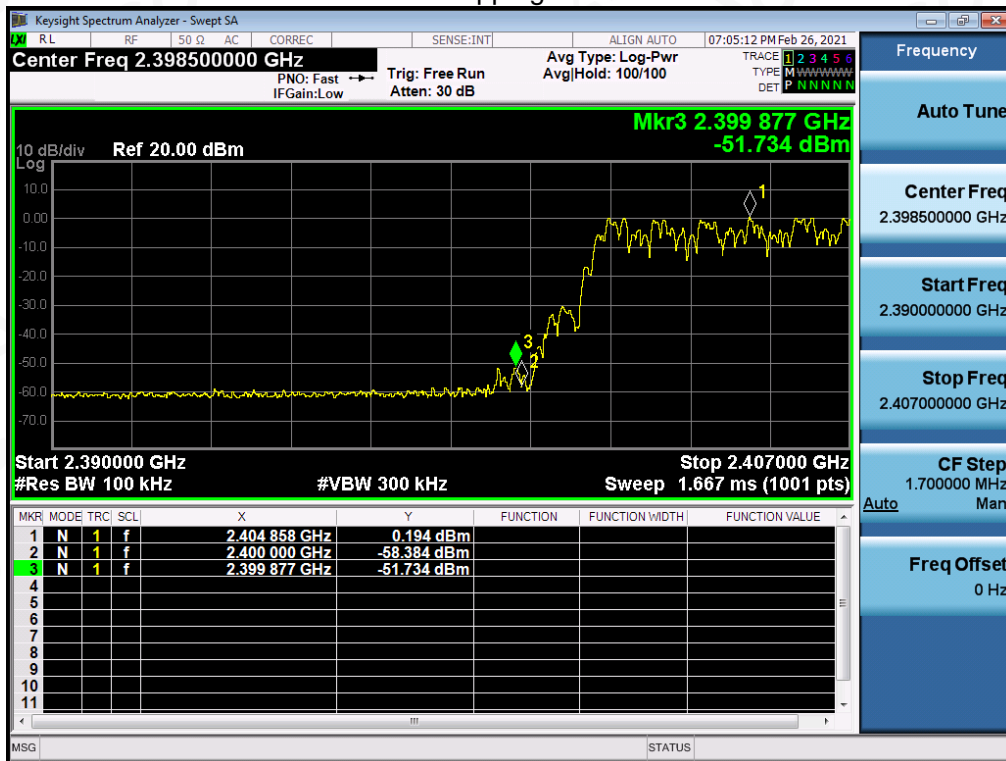 pping
Keysight Spectrum Analyzer - Swept SA
LXI RL RF 50 Ω AC CORREC SENSE:INT ALIGN AUTO 07:05:12 PM Feb 26, 2021
Center Freq 2.398500000 GHz
PNO: Fast
IFGain:Low
Trig: Free Run
Atten: 30 dB
Avg Type: Log-Pwr
Avg|Hold: 100/100
TRACE 1 2 3 4 5 6
TYPE M W W W W W
DET P N N N N N
Mkr3 2.399 877 GHz
-51.734 dBm
10 dB/div Ref 20.00 dBm
Log
10.0
0.00
-10.0
-20.0
-30.0
-40.0
-50.0
-60.0
-70.0
1
3
2
Start 2.390000 GHz Stop 2.407000 GHz
#Res BW 100 kHz #VBW 300 kHz Sweep 1.667 ms (1001 pts)
MKR MODE TRC SCL X Y FUNCTION FUNCTION WIDTH FUNCTION VALUE
1 N 1 f 2.404 858 GHz 0.194 dBm
2 N 1 f 2.400 000 GHz -58.384 dBm
3 N 1 f 2.399 877 GHz -51.734 dBm
4
5
6
7
8
9
10
11
MSG STATUS
Frequency
Auto Tune
Center Freq
2.398500000 GHz
Start Freq
2.390000000 GHz
Stop Freq
2.407000000 GHz
CF Step
1.700000 MHz
Auto Man
Freq Offset
0 Hz